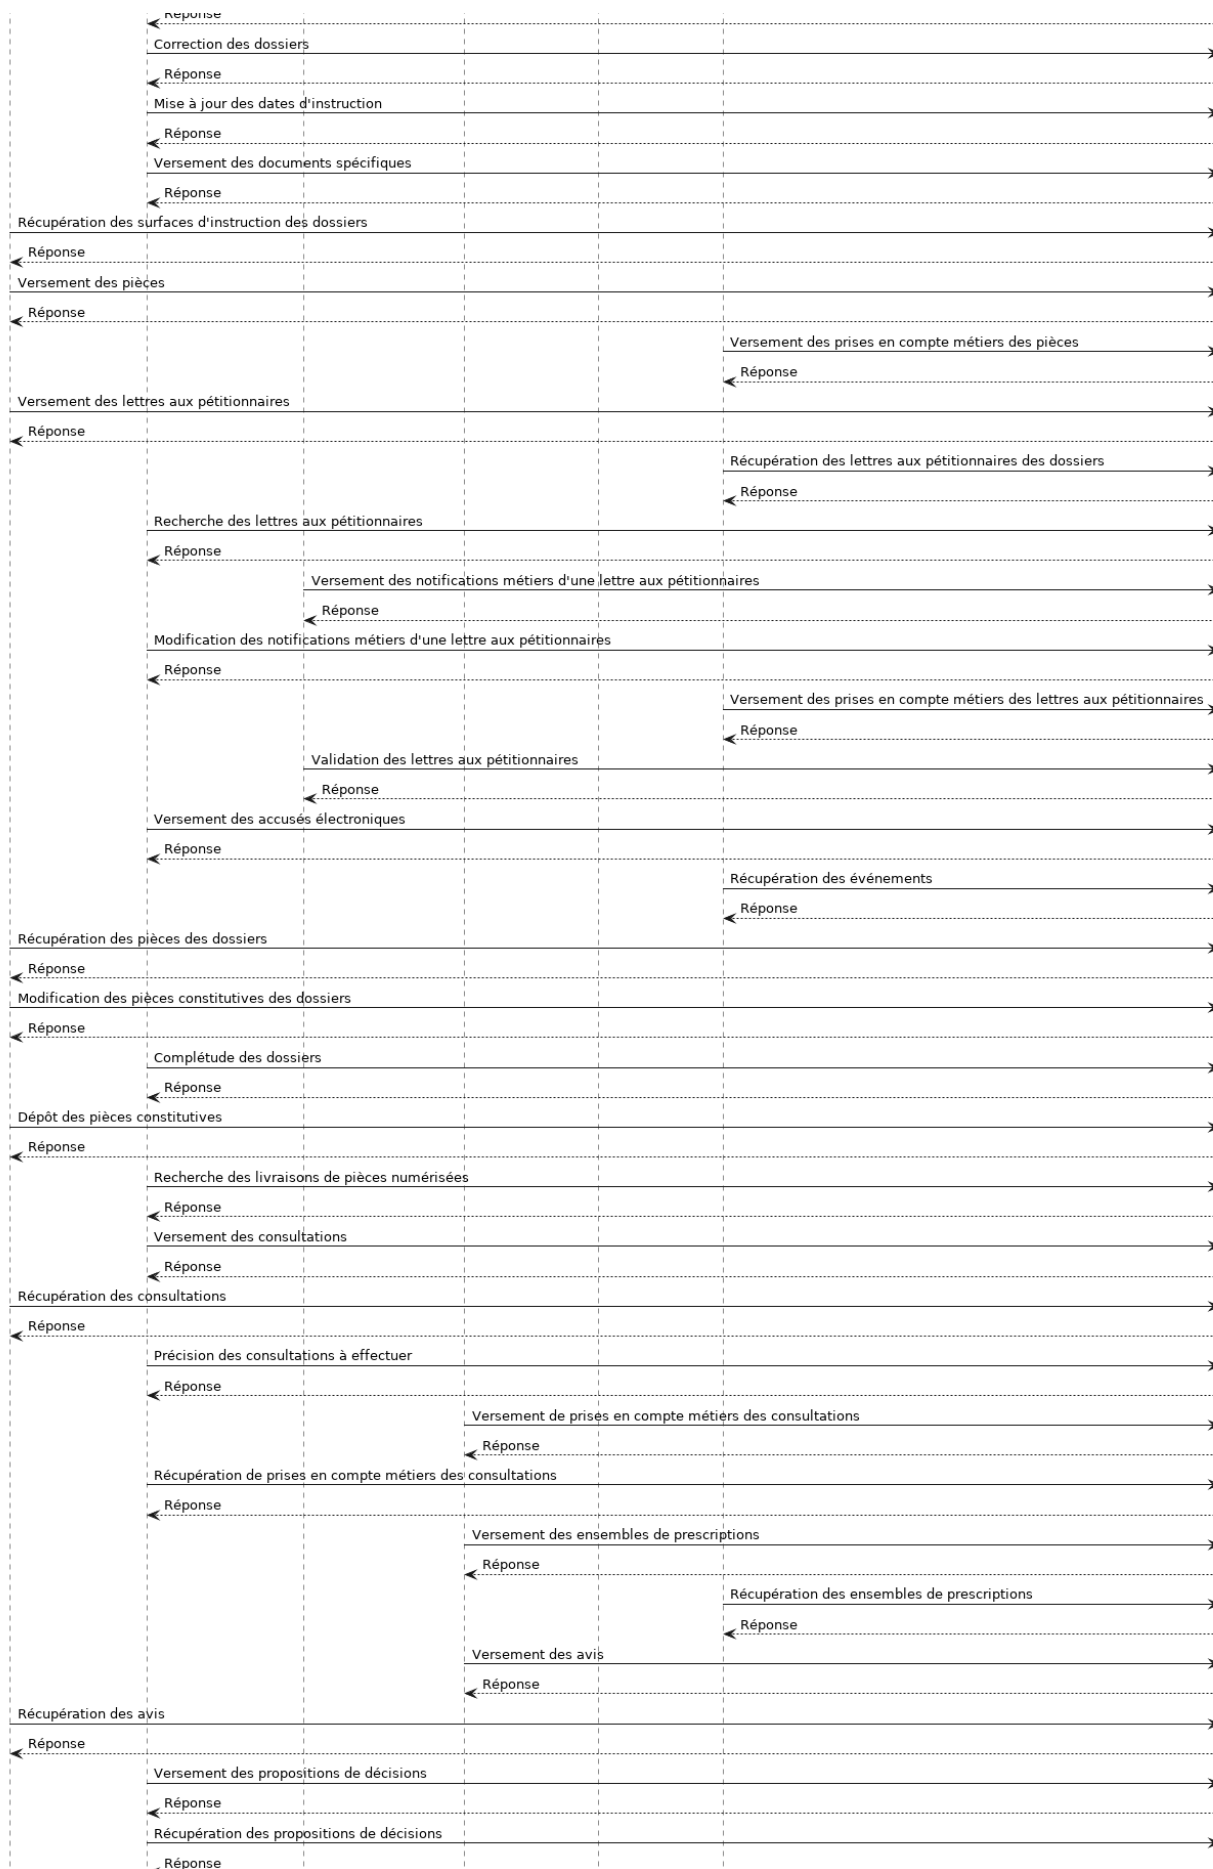 Réponse
Correction des dossiers
Réponse
Mise à jour des dates d'instruction
Réponse
Versement des documents spécifiques
Réponse
Récupération des surfaces d'instruction des dossiers
Réponse
Versement des pièces
Réponse
Versement des prises en compte métiers des pièces
Réponse
Versement des lettres aux pétitionnaires
Réponse
Récupération des lettres aux pétitionnaires des dossiers
Réponse
Recherche des lettres aux pétitionnaires
Réponse
Versement des notifications métiers d'une lettre aux pétitionnaires
Réponse
Modification des notifications métiers d'une lettre aux pétitionnaires
Réponse
Versement des prises en compte métiers des lettres aux pétitionnaires
Réponse
Validation des lettres aux pétitionnaires
Réponse
Versement des accusés électroniques
Réponse
Récupération des événements
Réponse
Récupération des pièces des dossiers
Réponse
Modification des pièces constitutives des dossiers
Réponse
Complétude des dossiers
Réponse
Dépôt des pièces constitutives
Réponse
Recherche des livraisons de pièces numérisées
Réponse
Versement des consultations
Réponse
Récupération des consultations
Réponse
Précision des consultations à effectuer
Réponse
Versement de prises en compte métiers des consultations
Réponse
Récupération de prises en compte métiers des consultations
Réponse
Versement des ensembles de prescriptions
Réponse
Récupération des ensembles de prescriptions
Réponse
Versement des avis
Réponse
Récupération des avis
Réponse
Versement des propositions de décisions
Réponse
Récupération des propositions de décisions
Réponse